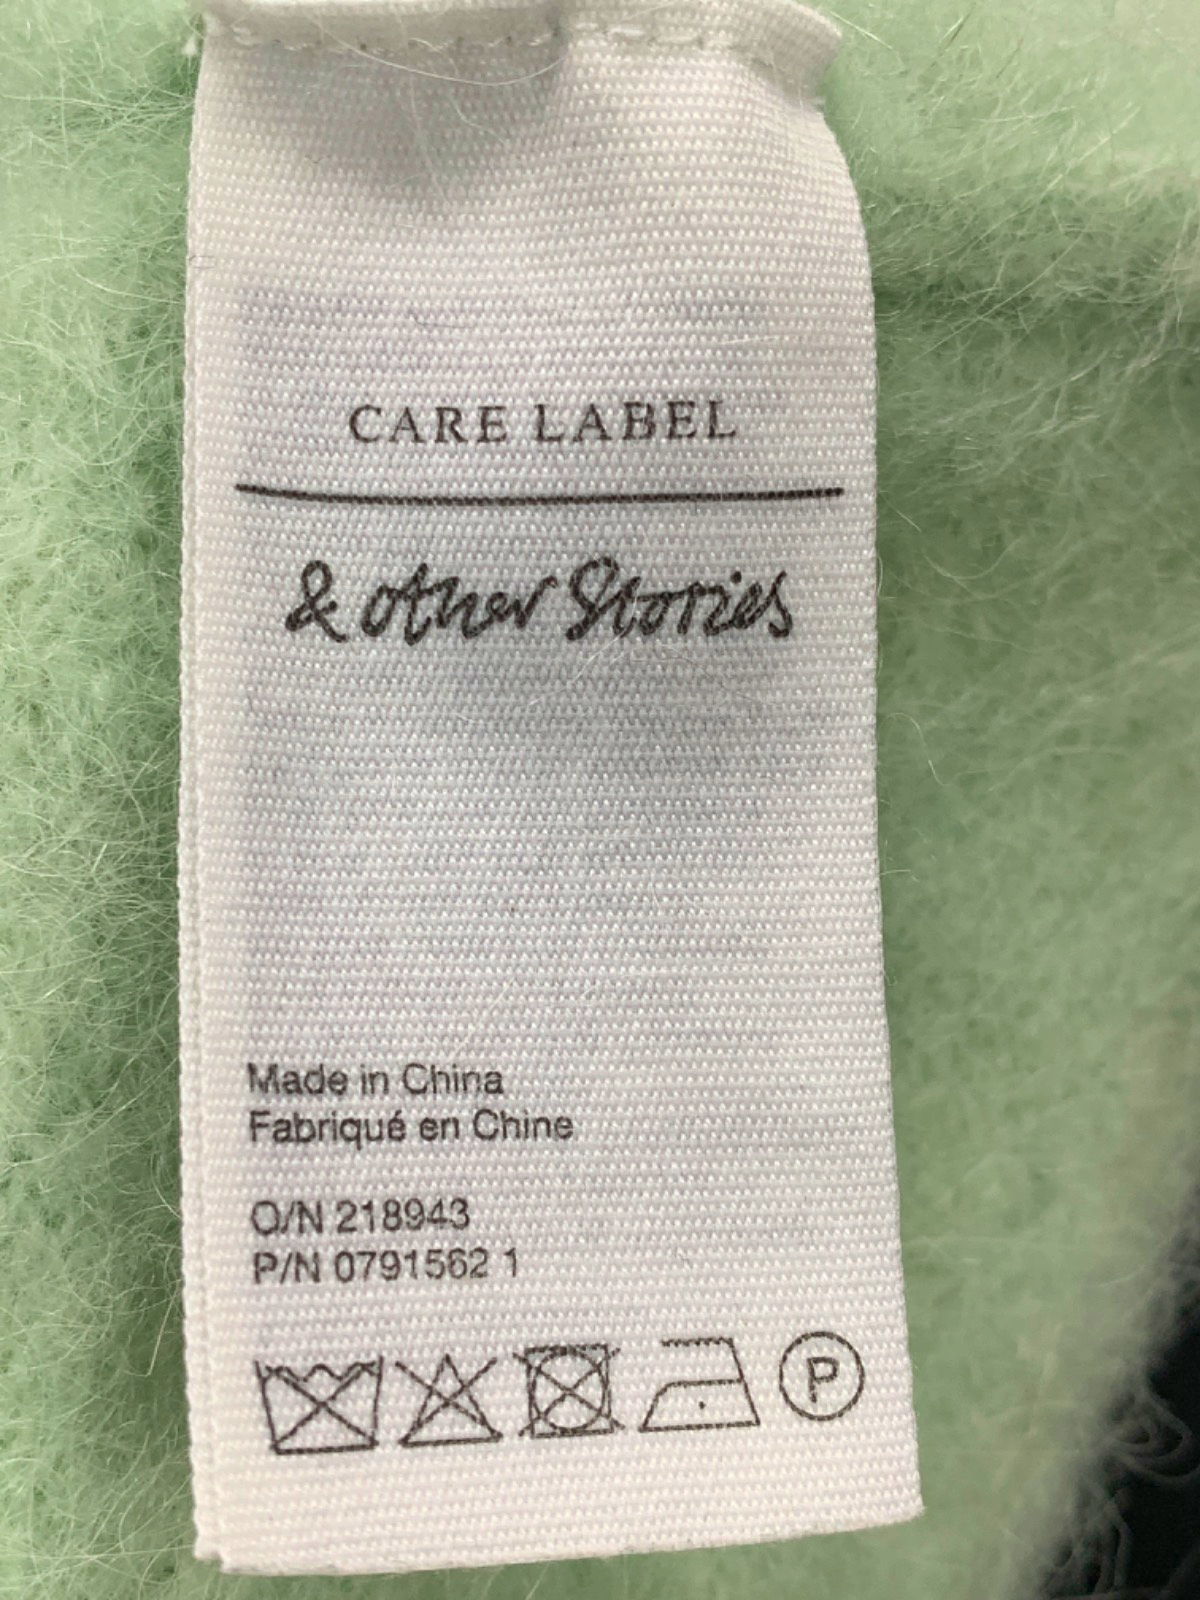 CARE LABEL
& other Stories
Made in China
Fabriqué en Chine
O/N 218943
P/N 0791562 1
P